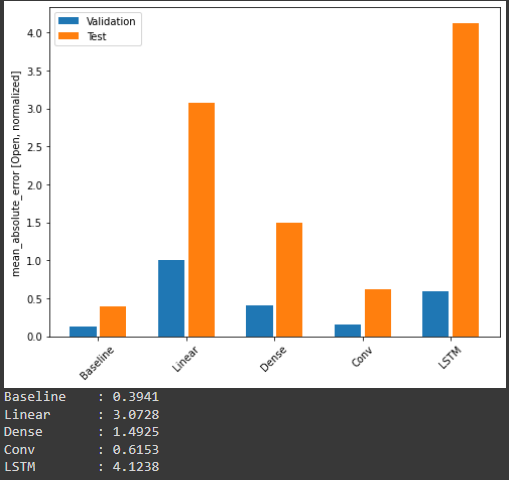 Validation
Test
mean_absolute_error [Open, normalized]
4.0
3.5
3.0
2.5
2.0
1.5
1.0
0.5
0.0
Baseline
Linear
Dense
Conv
LSTM
Baseline    : 0.3941
Linear      : 3.0728
Dense       : 1.4925
Conv        : 0.6153
LSTM        : 4.1238